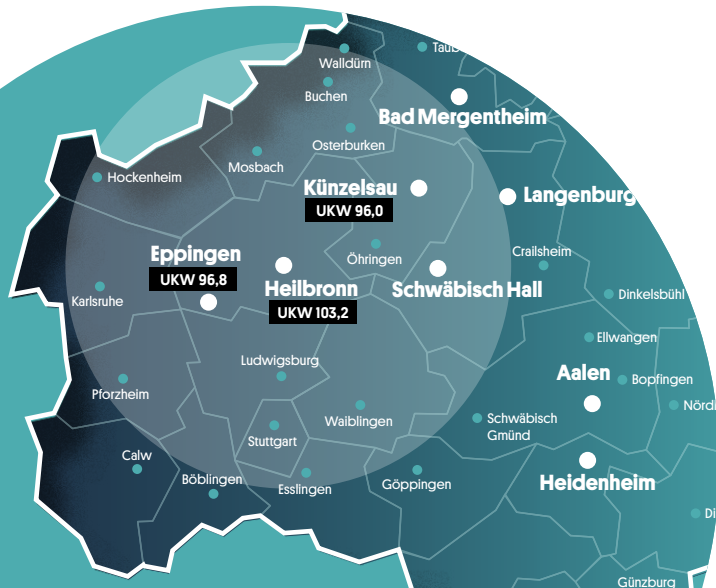 Walldürn
Buchen
Bad Mergentheim
Osterburken
Mosbach
Hockenheim
Künzelsau
UKW 96,0
Langenburg
Eppingen
UKW 96,8
Öhringen
Crailsheim
Heilbronn
UKW 103,2
Schwäbisch Hall
Karlsruhe
Dinkelsbühl
Ellwangen
Ludwigsburg
Aalen
Bopfingen
Pforzheim
Waiblingen
Schwäbisch
Gmünd
Stuttgart
Calw
Böblingen
Esslingen
Göppingen
Heidenheim
Günzburg